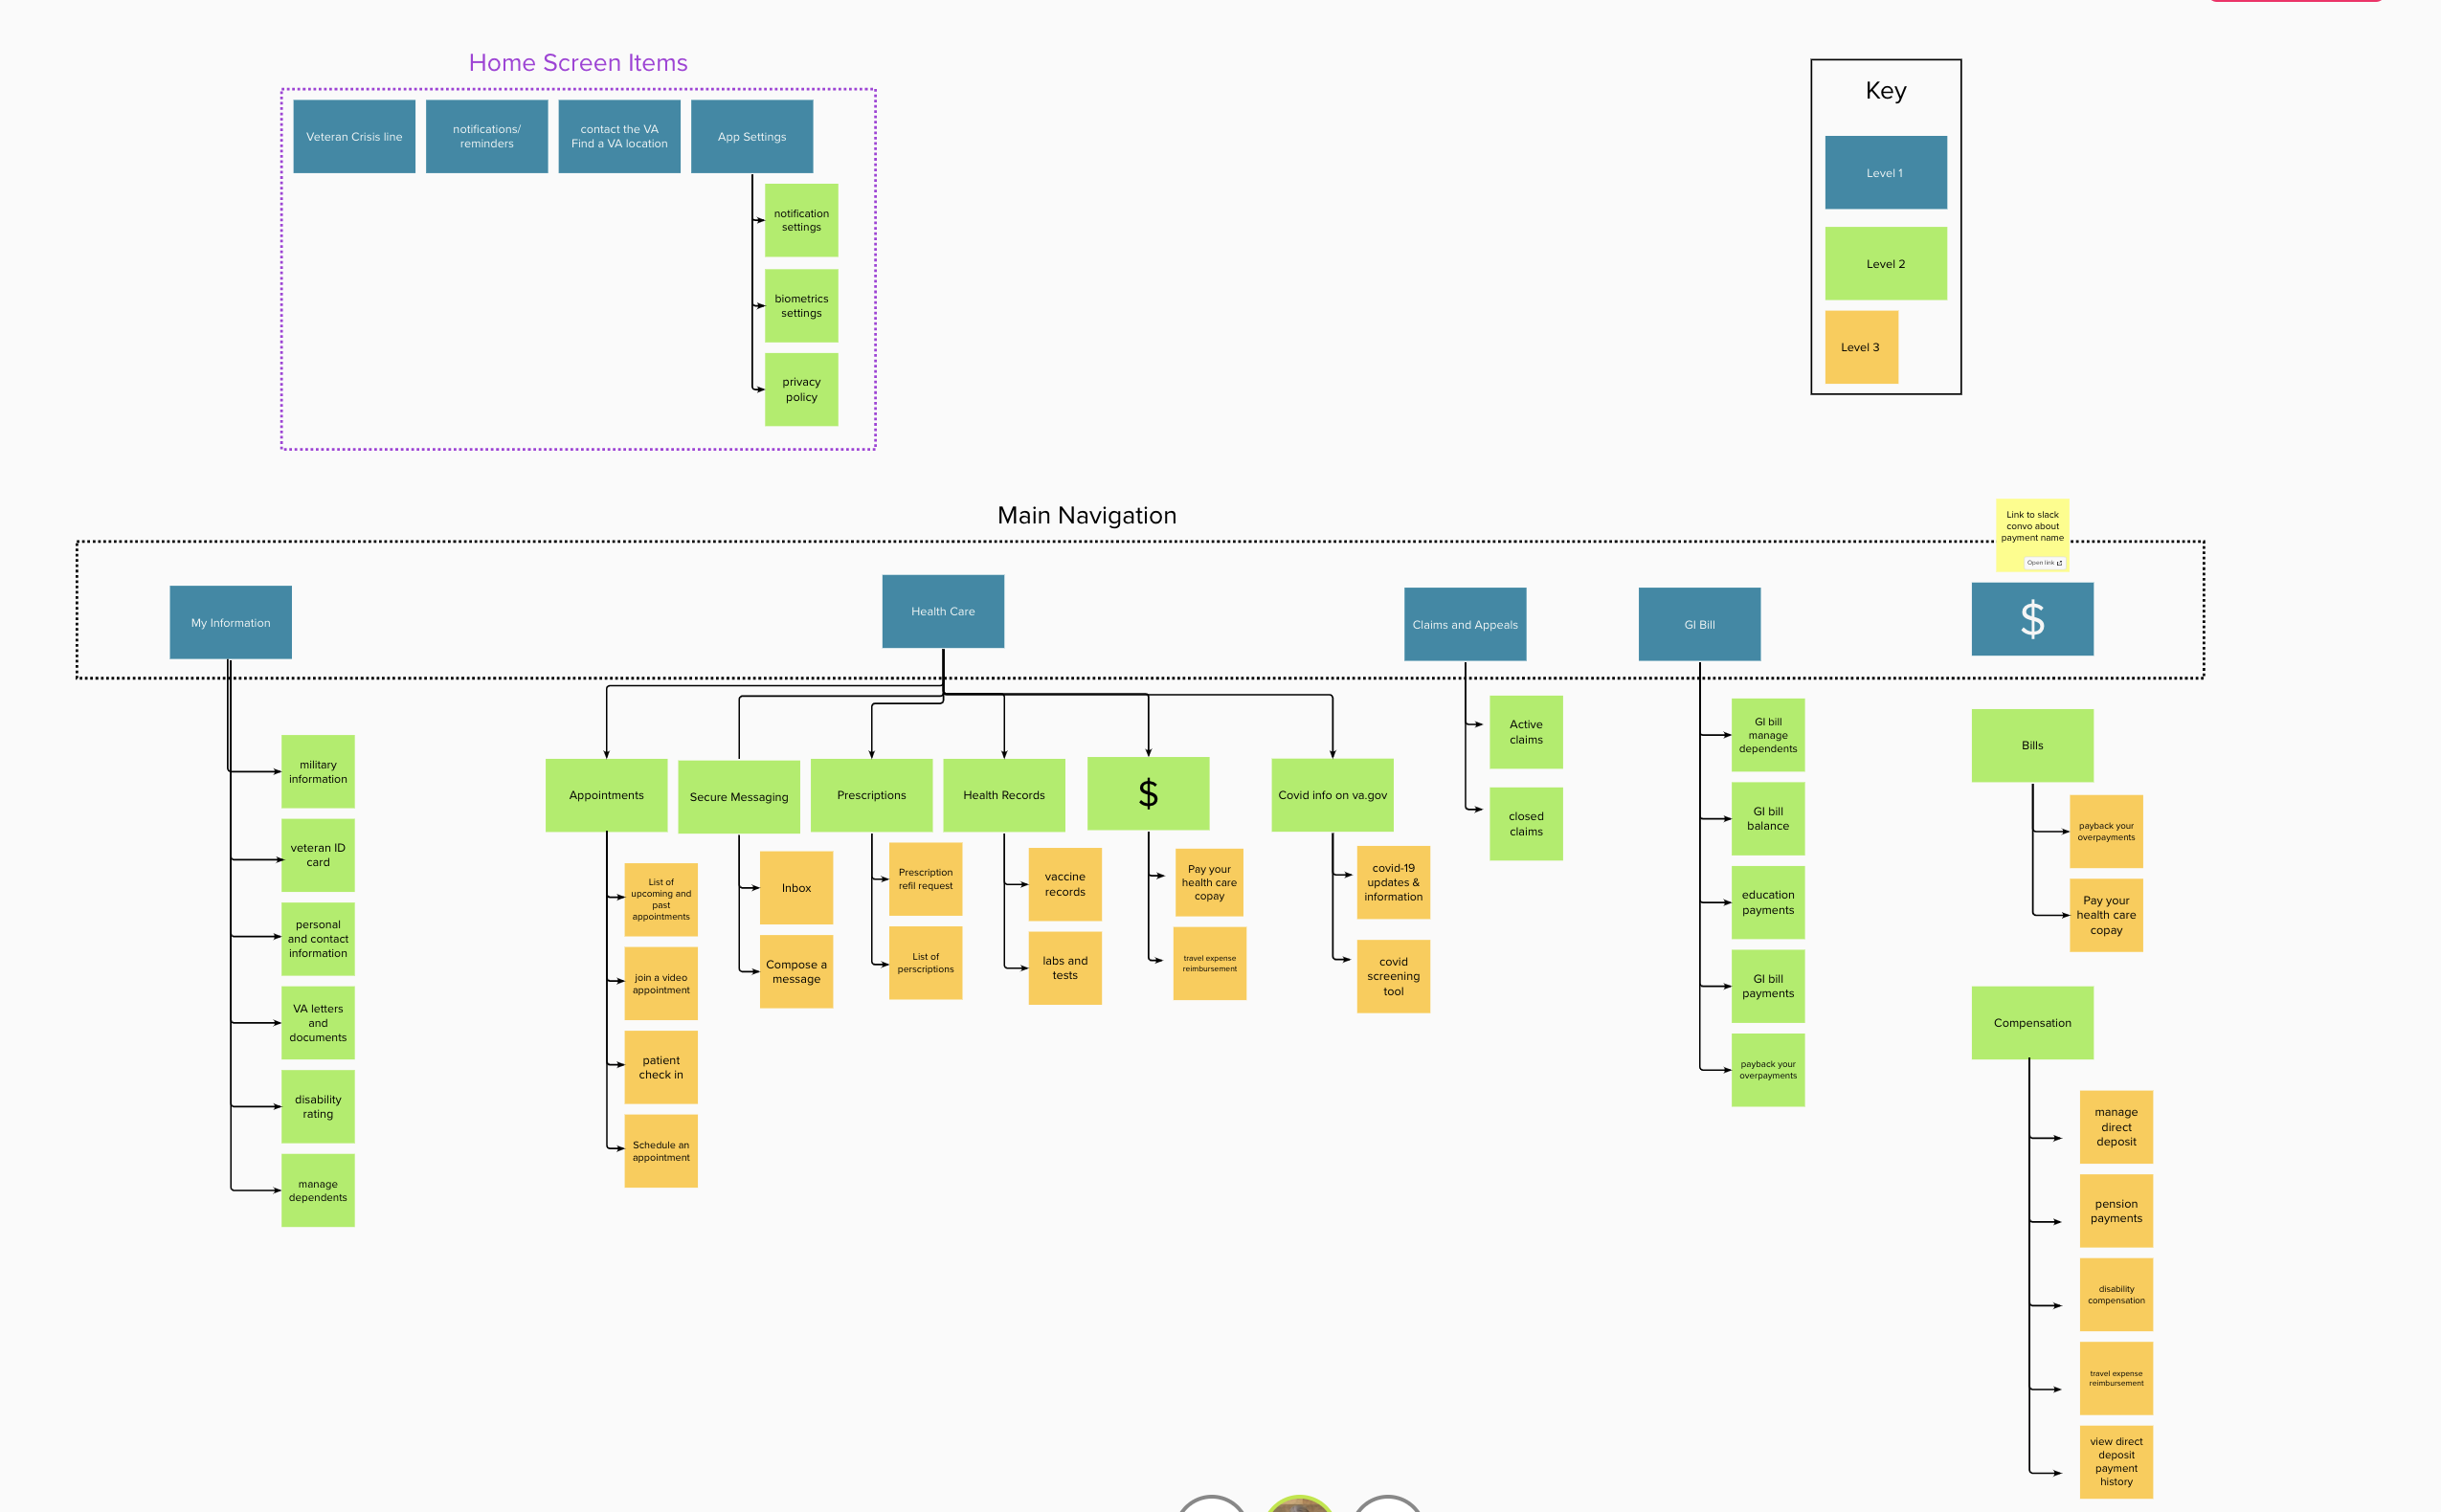 Home Screen Items
Veteran Crisis line
notifications/
reminders
contact the VA
Find a VA location
App Settings
notification
settings
biometrics
settings
privacy
policy
Key
Level 1
Level 2
Level 3
Main Navigation
Link to slack
convo about
payment name
Open link
My Information
Health Care
Claims and Appeals
GI Bill
$
military
information
veteran ID
card
personal
and contact
information
VA letters
and
documents
disability
rating
manage
dependents
Appointments
List of
upcoming and
past
appointments
join a video
appointment
patient
check in
Schedule an
appointment
Secure Messaging
Inbox
Compose a
message
Prescriptions
Prescription
refil request
List of
perscriptions
Health Records
vaccine
records
labs and
tests
$
Pay your
health care
copay
travel expense
reimbursement
Covid info on va.gov
covid-19
updates &
information
covid
screening
tool
Active
claims
closed
claims
GI bill
manage
dependents
GI bill
balance
education
payments
GI bill
payments
payback your
overpayments
Bills
payback your
overpayments
Pay your
health care
copay
Compensation
manage
direct
deposit
pension
payments
disability
compensation
travel expense
reimbursement
view direct
deposit
payment
history